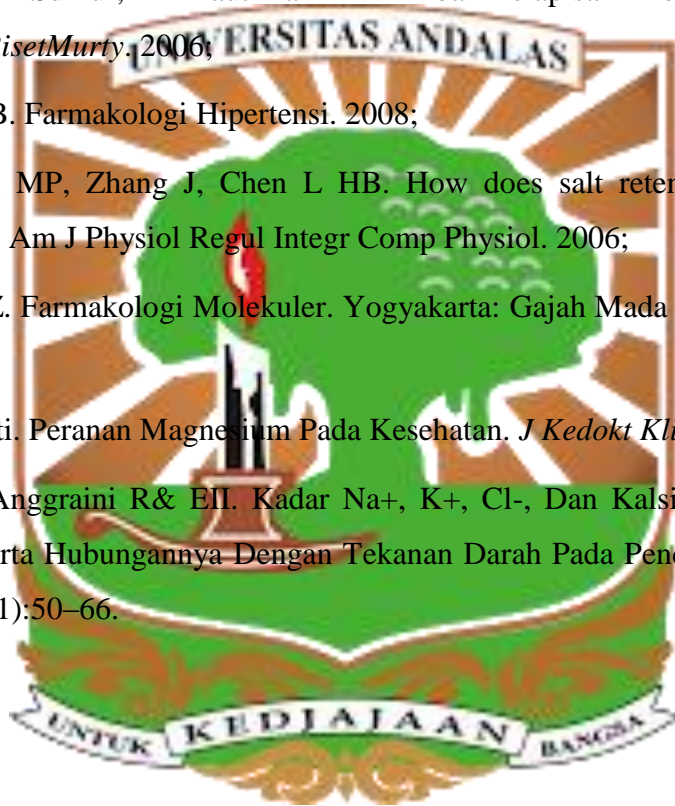 isetMurty. 2006;
UNIVERSITAS ANDALAS
B. Farmakologi Hipertensi. 2008;
MP, Zhang J, Chen L HB. How does salt reten
Am J Physiol Regul Integr Comp Physiol. 2006;
Z. Farmakologi Molekuler. Yogyakarta: Gajah Mada
ti. Peranan Magnesium Pada Kesehatan. J Kedokt Kl
Anggraini R& EII. Kadar Na+, K+, Cl-, Dan Kalsi
rta Hubungannya Dengan Tekanan Darah Pada Pen
1):50–66.
UNTUK KEDJAJAAN BANGSA